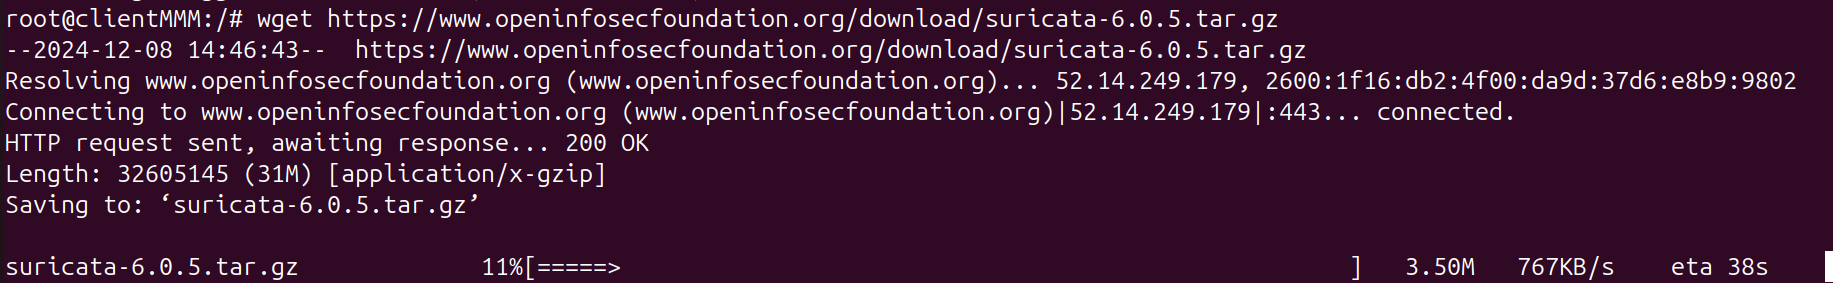 root@clientMMM:/# wget https://www.openinfosecfoundation.org/download/suricata-6.0.5.tar.gz
--2024-12-08 14:46:43--  https://www.openinfosecfoundation.org/download/suricata-6.0.5.tar.gz
Resolving www.openinfosecfoundation.org (www.openinfosecfoundation.org)... 52.14.249.179, 2600:1f16:db2:4f00:da9d:37d6:e8b9:9802
Connecting to www.openinfosecfoundation.org (www.openinfosecfoundation.org)|52.14.249.179|:443... connected.
HTTP request sent, awaiting response... 200 OK
Length: 32605145 (31M) [application/x-gzip]
Saving to: ‘suricata-6.0.5.tar.gz’
suricata-6.0.5.tar.gz             11%[=====>                                                     ]   3.50M   767KB/s    eta 38s